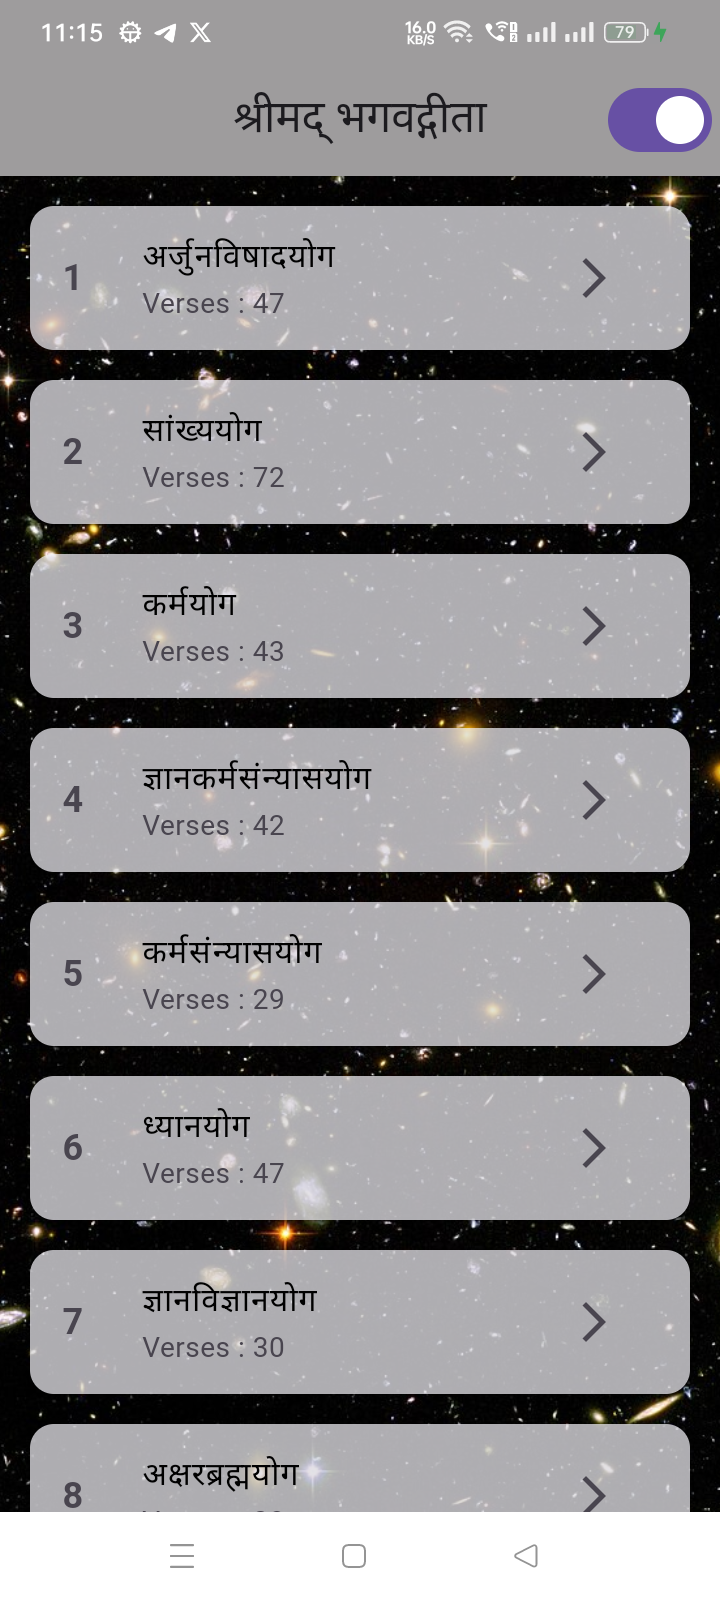 11:15
16.0
KB/S
79
श्रीमद् भगवद्गीता
1
अर्जुनविषादयोग
Verses : 47
2
सांख्ययोग
Verses : 72
3
कर्मयोग
Verses : 43
4
ज्ञानकर्मसंन्यासयोग
Verses : 42
5
कर्मसंन्यासयोग
Verses : 29
6
ध्यानयोग
Verses : 47
7
ज्ञानविज्ञानयोग
Verses : 30
8
अक्षरब्रह्मयोग